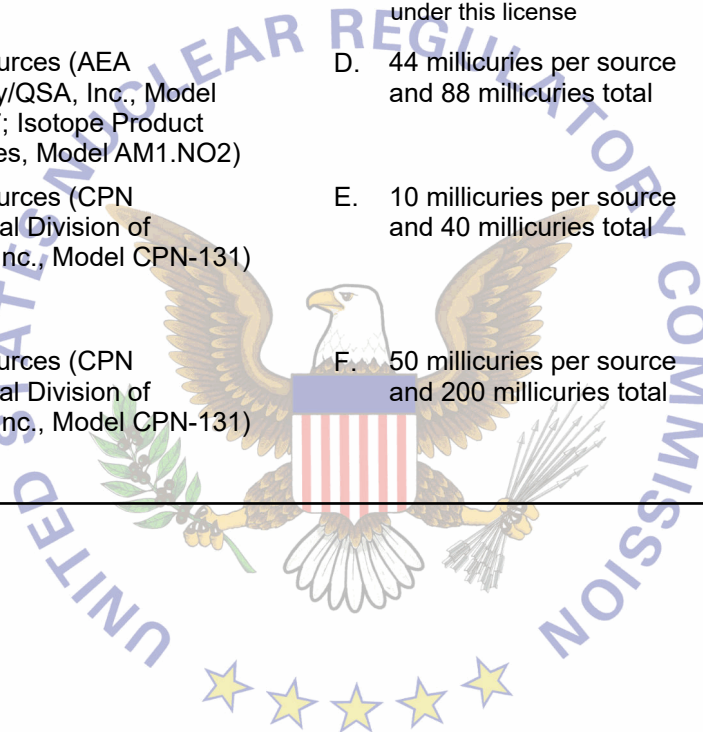 under this license
urces (AEA D. 44 millicuries per source
y/QSA, Inc., Model and 88 millicuries total
; Isotope Product
es, Model AM1.NO2)
urces (CPN E. 10 millicuries per source
al Division of and 40 millicuries total
nc., Model CPN-131)
urces (CPN F. 50 millicuries per source
al Division of and 200 millicuries total
nc., Model CPN-131)
UNITED STATES NUCLEAR REGULATORY COMMISSION